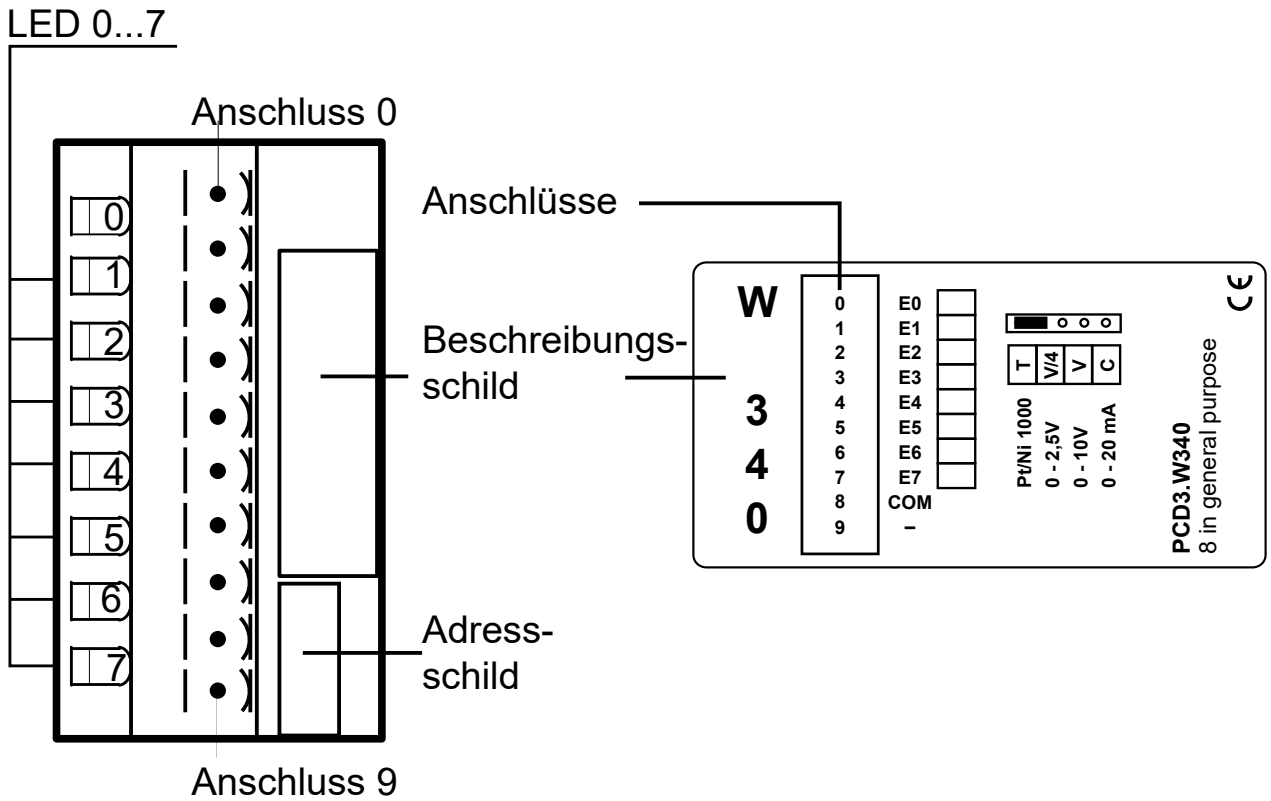 LED 0...7
Anschluss 0
0
1
2
3
4
5
6
7
Anschluss 9
Anschlüsse
Beschreibungs-
schild
Adress-
schild
W
3
4
0
0 E0
1 E1
2 E2
3 E3
4 E4
5 E5
6 E6
7 E7
8 COM
9 –
T
V/4
V
C
Pt/Ni 1000
0 - 2,5V
0 - 10V
0 - 20 mA
PCD3.W340
8 in general purpose
CE